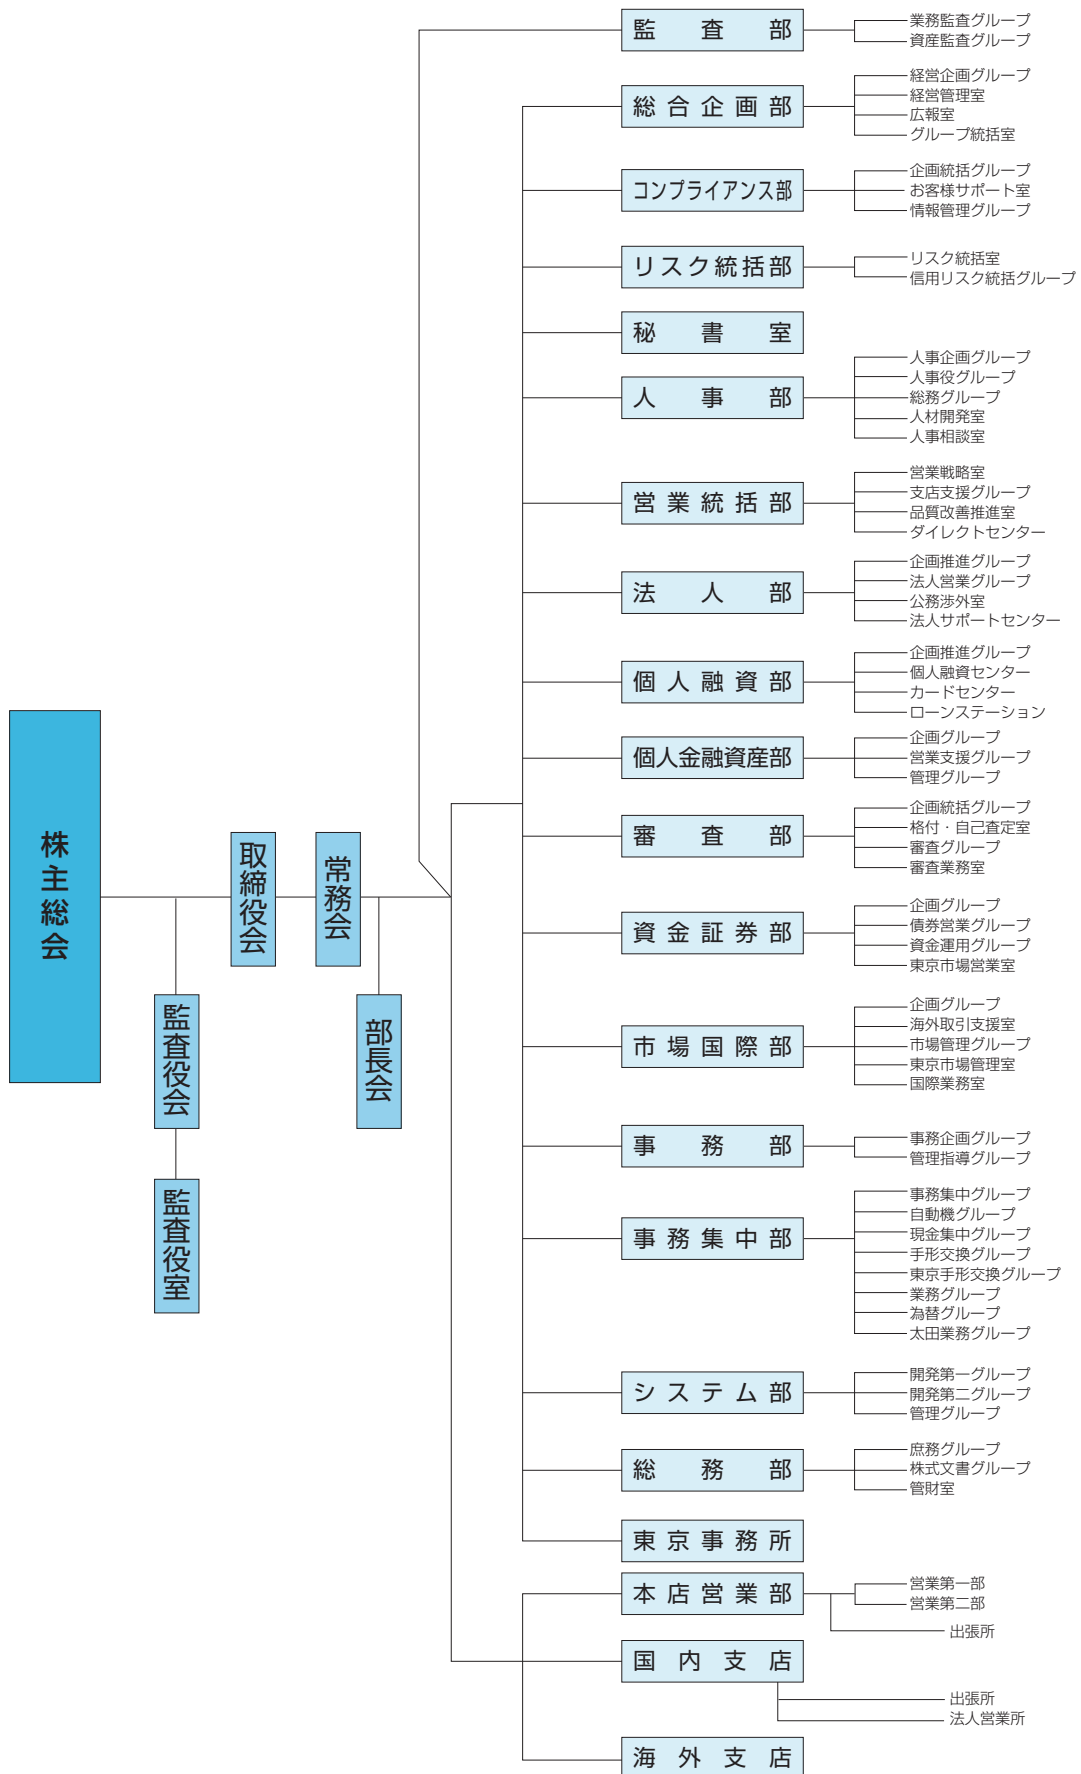 株主総会
監査役会
監査役室
取締役会
常務会
部長会
監査部
業務監査グループ
資産監査グループ
総合企画部
経営企画グループ
経営管理室
広報室
グループ統括室
コンプライアンス部
企画統括グループ
お客様サポート室
情報管理グループ
リスク統括部
リスク統括室
信用リスク統括グループ
秘書室
人事部
人事企画グループ
人事役グループ
総務グループ
人材開発室
人事相談室
営業統括部
営業戦略室
支店支援グループ
品質改善推進室
ダイレクトセンター
法人部
企画推進グループ
法人営業グループ
公務渉外室
法人サポートセンター
個人融資部
企画推進グループ
個人融資センター
カードセンター
ローンステーション
個人金融資産部
企画グループ
営業支援グループ
管理グループ
審査部
企画統括グループ
格付・自己査定室
審査グループ
審査業務室
資金証券部
企画グループ
債券営業グループ
資金運用グループ
東京市場営業室
市場国際部
企画グループ
海外取引支援室
市場管理グループ
東京市場管理室
国際業務室
事務部
事務企画グループ
管理指導グループ
事務集中部
事務集中グループ
自動機グループ
現金集中グループ
手形交換グループ
東京手形交換グループ
業務グループ
為替グループ
太田業務グループ
システム部
開発第一グループ
開発第二グループ
管理グループ
総務部
庶務グループ
株式文書グループ
管財室
東京事務所
本店営業部
営業第一部
営業第二部
出張所
国内支店
出張所
法人営業所
海外支店